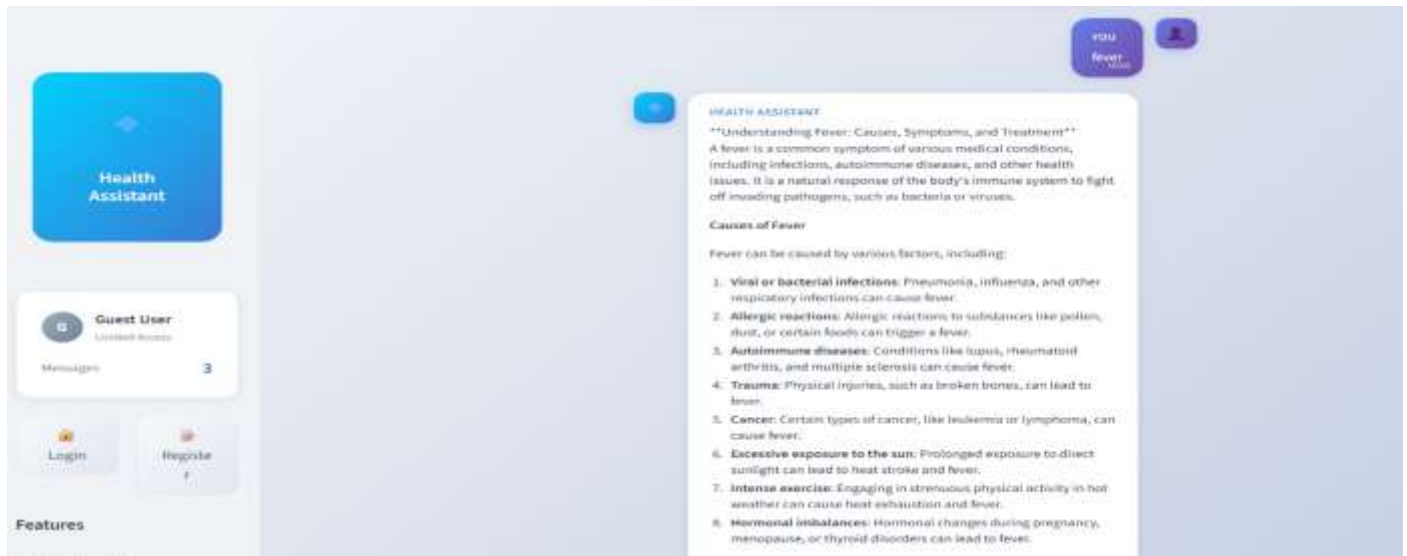 YOU
fever
Health
Assistant
HEALTH ASSISTANT
**Understanding Fever: Causes, Symptoms, and Treatment**
A fever is a common symptom of various medical conditions,
including infections, autoimmune diseases, and other health
issues. It is a natural response of the body's immune system to fight
off invading pathogens, such as bacteria or viruses.
Causes of Fever
Fever can be caused by various factors, including:
1. Viral or bacterial infections: Pneumonia, influenza, and other
respiratory infections can cause fever.
2. Allergic reactions: Allergic reactions to substances like pollen,
dust, or certain foods can trigger a fever.
3. Autoimmune diseases: Conditions like lupus, rheumatoid
arthritis, and multiple sclerosis can cause fever.
4. Trauma: Physical injuries, such as broken bones, can lead to
fever.
5. Cancer: Certain types of cancer, like leukemia or lymphoma, can
cause fever.
6. Excessive exposure to the sun: Prolonged exposure to direct
sunlight can lead to heat stroke and fever.
7. Intense exercise: Engaging in strenuous physical activity in hot
weather can cause heat exhaustion and fever.
8. Hormonal imbalances: Hormonal changes during pregnancy,
menopause, or thyroid disorders can lead to fever.
G
Guest User
Limited Access
Messages 3
Login
Registe
r
Features